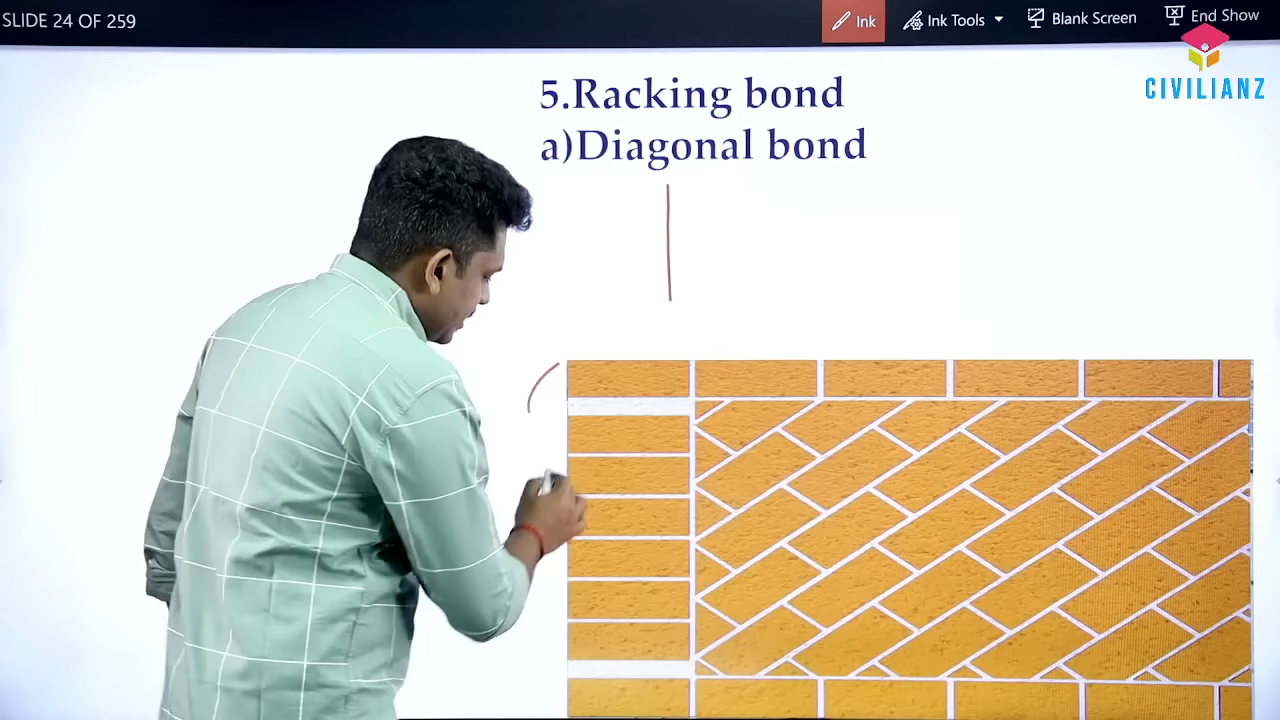 SLIDE 24 OF 259
Ink
Ink Tools
Blank Screen
End Show
CIVILIANZ
5.Racking bond
a)Diagonal bond